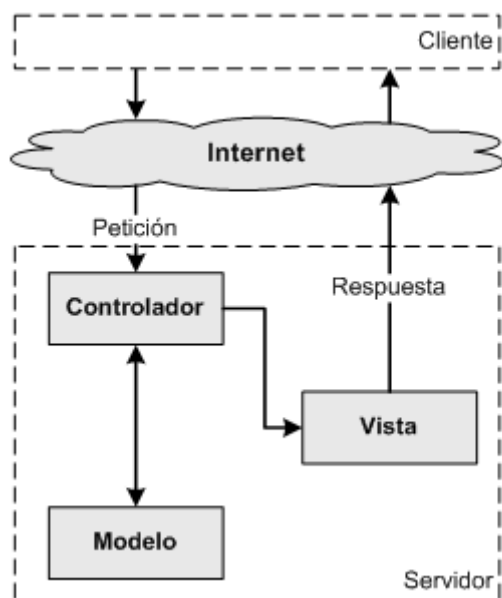 Cliente
Internet
Petición
Controlador
Respuesta
Vista
Modelo
Servidor